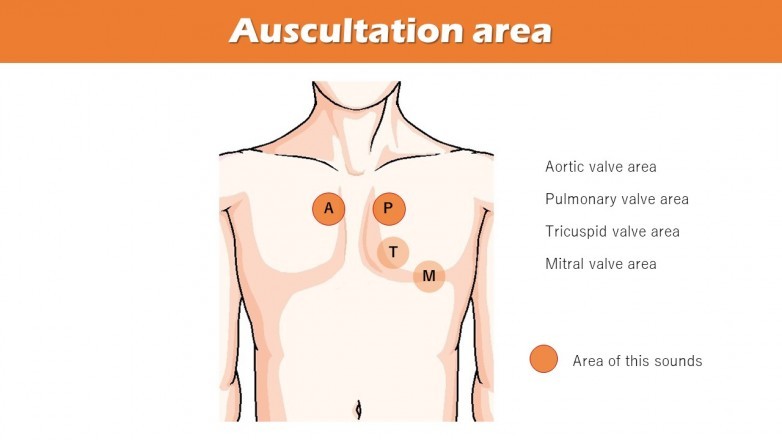 Auscultation area
A
P
T
M
Aortic valve area
Pulmonary valve area
Tricuspid valve area
Mitral valve area
Area of this sounds